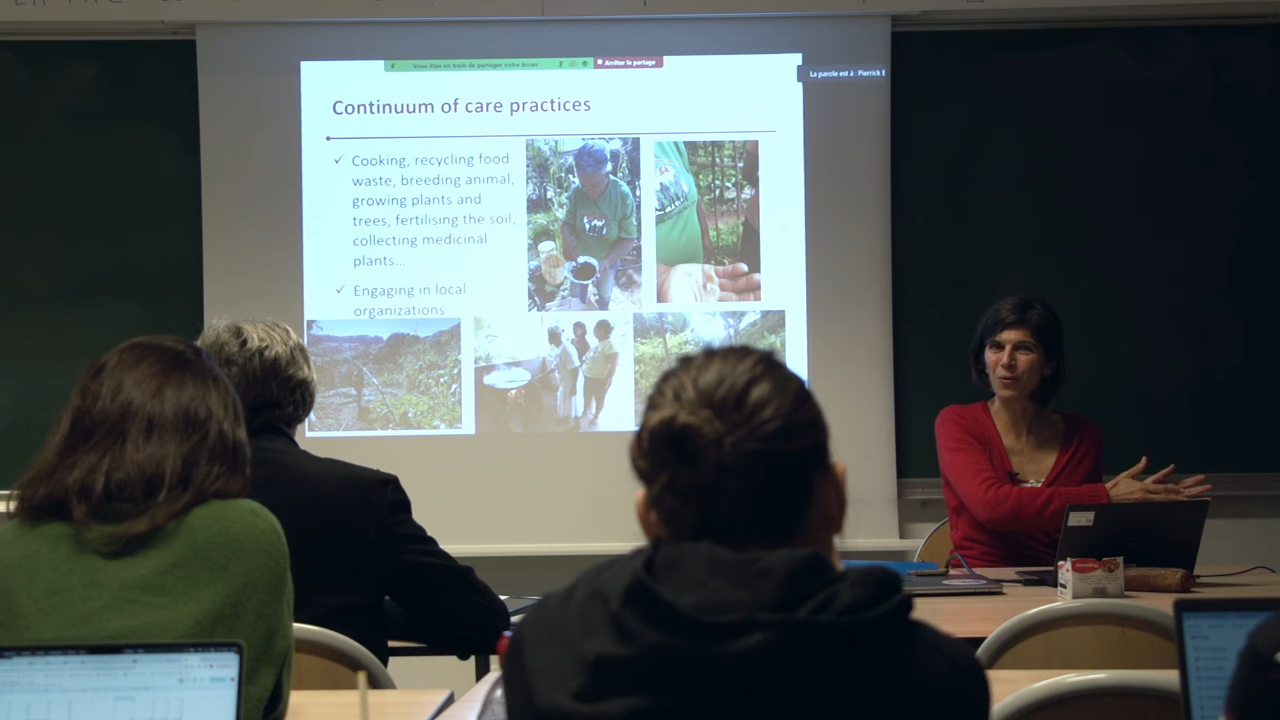 Vous êtes en train de partager votre écran
Arrêter le partage
La parole est à : Pierrick B
Continuum of care practices
✓ Cooking, recycling food
waste, breeding animal,
growing plants and
trees, fertilising the soil,
collecting medicinal
plants...
✓ Engaging in local
organizations